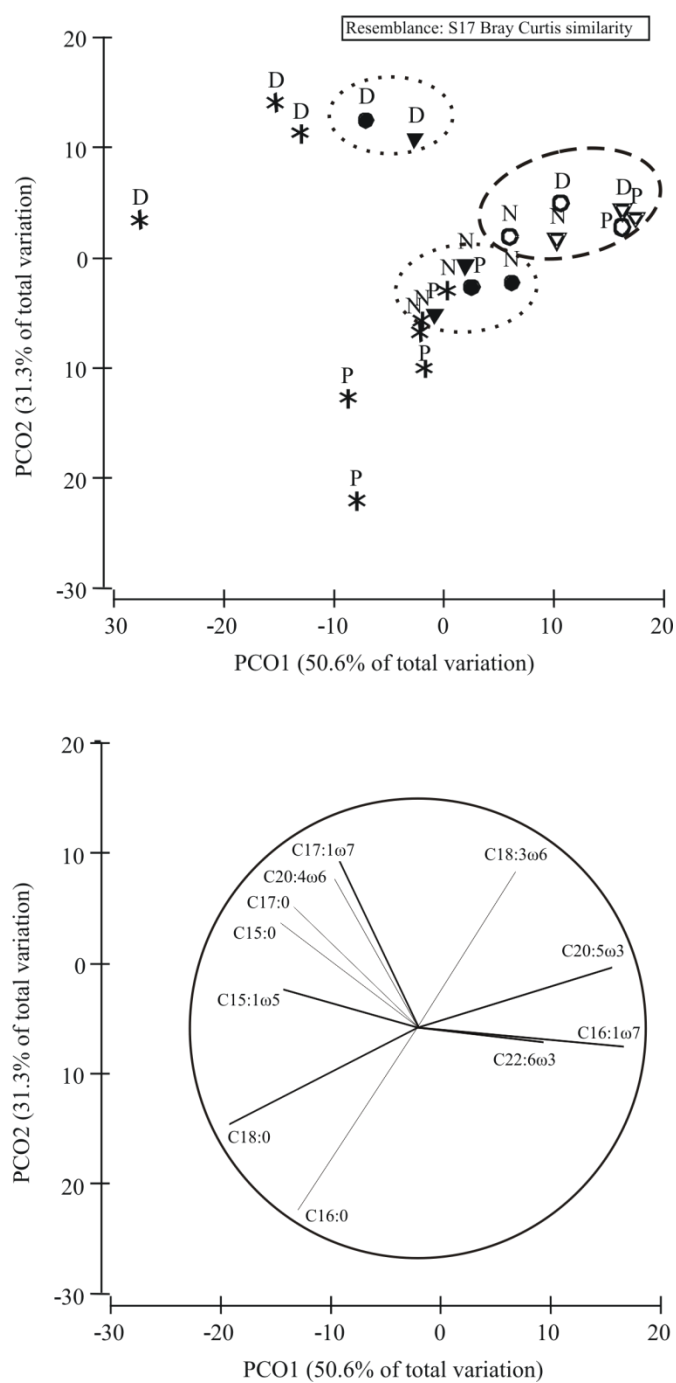 Resemblance: S17 Bray Curtis similarity
20
10
0
10
20
-30
PCO2 (31.3% of total variation)
D
D
D
D
D
D
D
P
N
N
P
N
N
N
P
N
P
N
P
P
P
30
-20
-10
0
10
20
PCO1 (50.6% of total variation)
20
10
0
10
20
-30
PCO2 (31.3% of total variation)
C17:1ω7
C18:3ω6
C20:4ω6
C17:0
C15:0
C20:5ω3
C15:1ω5
C16:1ω7
C22:6ω3
C18:0
C16:0
-30
-20
-10
0
10
20
PCO1 (50.6% of total variation)